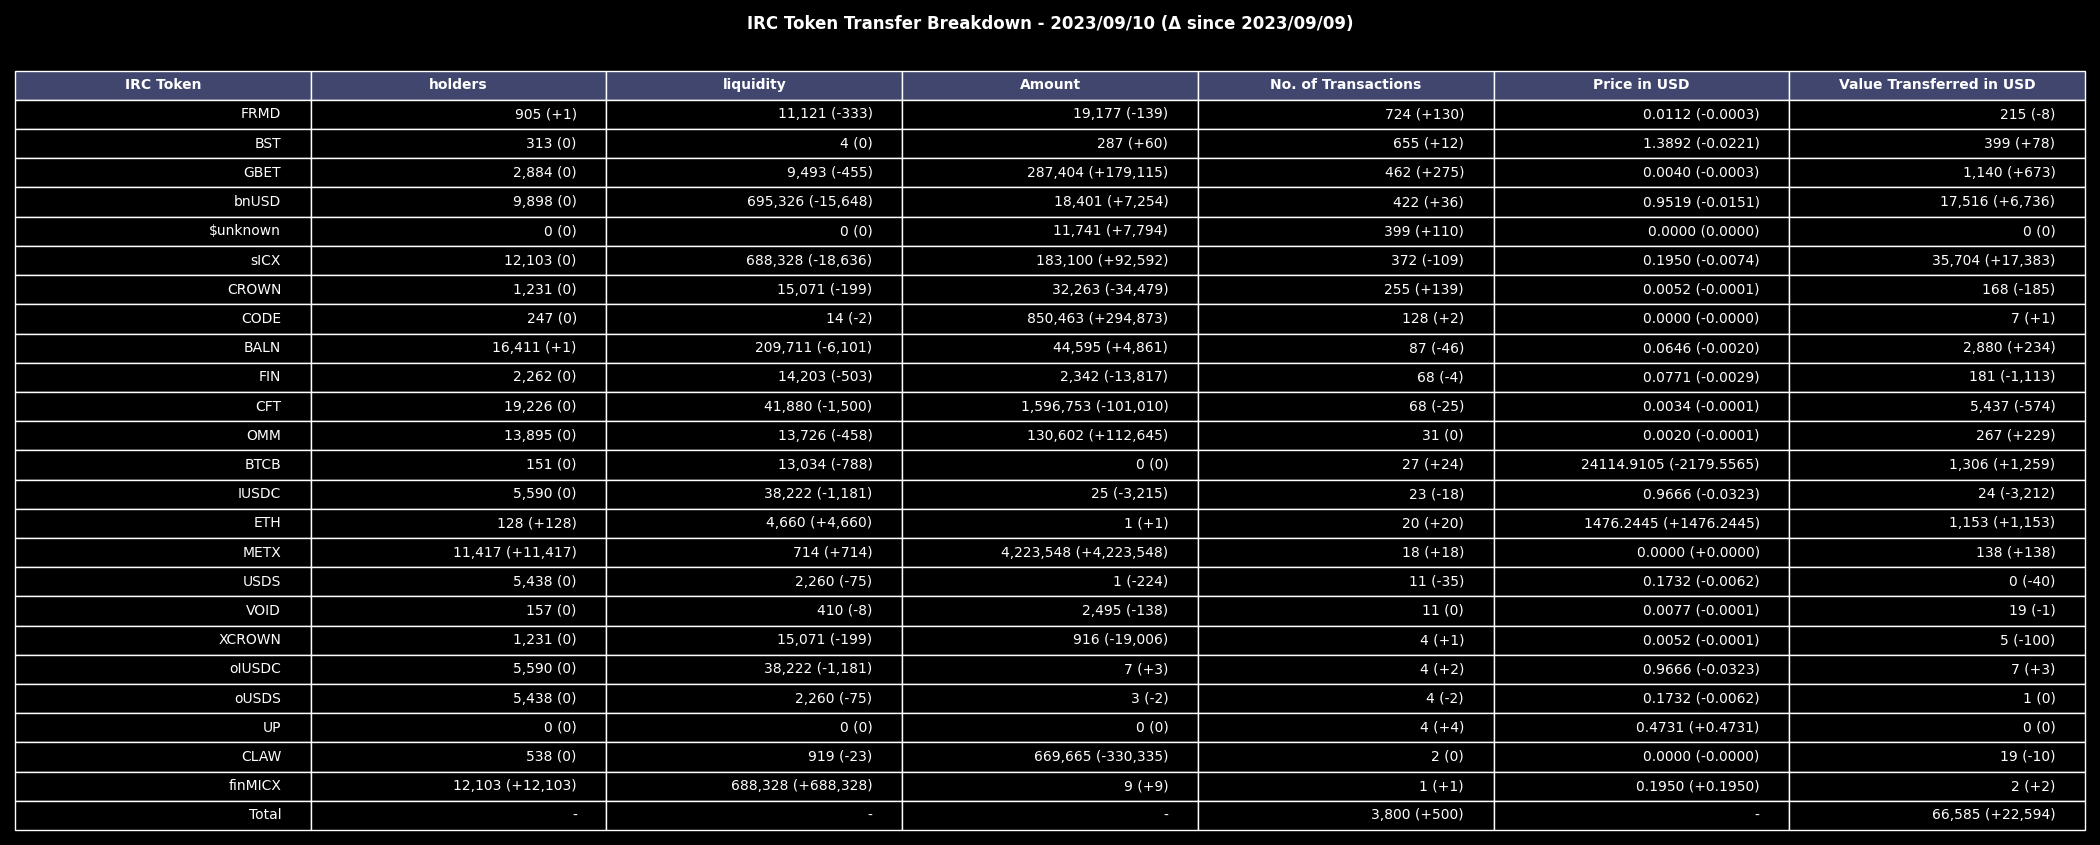 IRC Token Transfer Breakdown - 2023/09/10 (Δ since 2023/09/09)
IRC Token holders liquidity Amount No. of Transactions Price in USD Value Transferred in USD
FRMD 905 (+1) 11,121 (-333) 19,177 (-139) 724 (+130) 0.0112 (-0.0003) 215 (-8)
BST 313 (0) 4 (0) 287 (+60) 655 (+12) 1.3892 (-0.0221) 399 (+78)
GBET 2,884 (0) 9,493 (-455) 287,404 (+179,115) 462 (+275) 0.0040 (-0.0003) 1,140 (+673)
bnUSD 9,898 (0) 695,326 (-15,648) 18,401 (+7,254) 422 (+36) 0.9519 (-0.0151) 17,516 (+6,736)
$unknown 0 (0) 0 (0) 11,741 (+7,794) 399 (+110) 0.0000 (0.0000) 0 (0)
sICX 12,103 (0) 688,328 (-18,636) 183,100 (+92,592) 372 (-109) 0.1950 (-0.0074) 35,704 (+17,383)
CROWN 1,231 (0) 15,071 (-199) 32,263 (-34,479) 255 (+139) 0.0052 (-0.0001) 168 (-185)
CODE 247 (0) 14 (-2) 850,463 (+294,873) 128 (+2) 0.0000 (-0.0000) 7 (+1)
BALN 16,411 (+1) 209,711 (-6,101) 44,595 (+4,861) 87 (-46) 0.0646 (-0.0020) 2,880 (+234)
FIN 2,262 (0) 14,203 (-503) 2,342 (-13,817) 68 (-4) 0.0771 (-0.0029) 181 (-1,113)
CFT 19,226 (0) 41,880 (-1,500) 1,596,753 (-101,010) 68 (-25) 0.0034 (-0.0001) 5,437 (-574)
OMM 13,895 (0) 13,726 (-458) 130,602 (+112,645) 31 (0) 0.0020 (-0.0001) 267 (+229)
BTCB 151 (0) 13,034 (-788) 0 (0) 27 (+24) 24114.9105 (-2179.5565) 1,306 (+1,259)
IUSDC 5,590 (0) 38,222 (-1,181) 25 (-3,215) 23 (-18) 0.9666 (-0.0323) 24 (-3,212)
ETH 128 (+128) 4,660 (+4,660) 1 (+1) 20 (+20) 1476.2445 (+1476.2445) 1,153 (+1,153)
METX 11,417 (+11,417) 714 (+714) 4,223,548 (+4,223,548) 18 (+18) 0.0000 (+0.0000) 138 (+138)
USDS 5,438 (0) 2,260 (-75) 1 (-224) 11 (-35) 0.1732 (-0.0062) 0 (-40)
VOID 157 (0) 410 (-8) 2,495 (-138) 11 (0) 0.0077 (-0.0001) 19 (-1)
XCROWN 1,231 (0) 15,071 (-199) 916 (-19,006) 4 (+1) 0.0052 (-0.0001) 5 (-100)
oIUSDC 5,590 (0) 38,222 (-1,181) 7 (+3) 4 (+2) 0.9666 (-0.0323) 7 (+3)
oUSDS 5,438 (0) 2,260 (-75) 3 (-2) 4 (-2) 0.1732 (-0.0062) 1 (0)
UP 0 (0) 0 (0) 0 (0) 4 (+4) 0.4731 (+0.4731) 0 (0)
CLAW 538 (0) 919 (-23) 669,665 (-330,335) 2 (0) 0.0000 (-0.0000) 19 (-10)
finMICX 12,103 (+12,103) 688,328 (+688,328) 9 (+9) 1 (+1) 0.1950 (+0.1950) 2 (+2)
Total - - - 3,800 (+500) - 66,585 (+22,594)